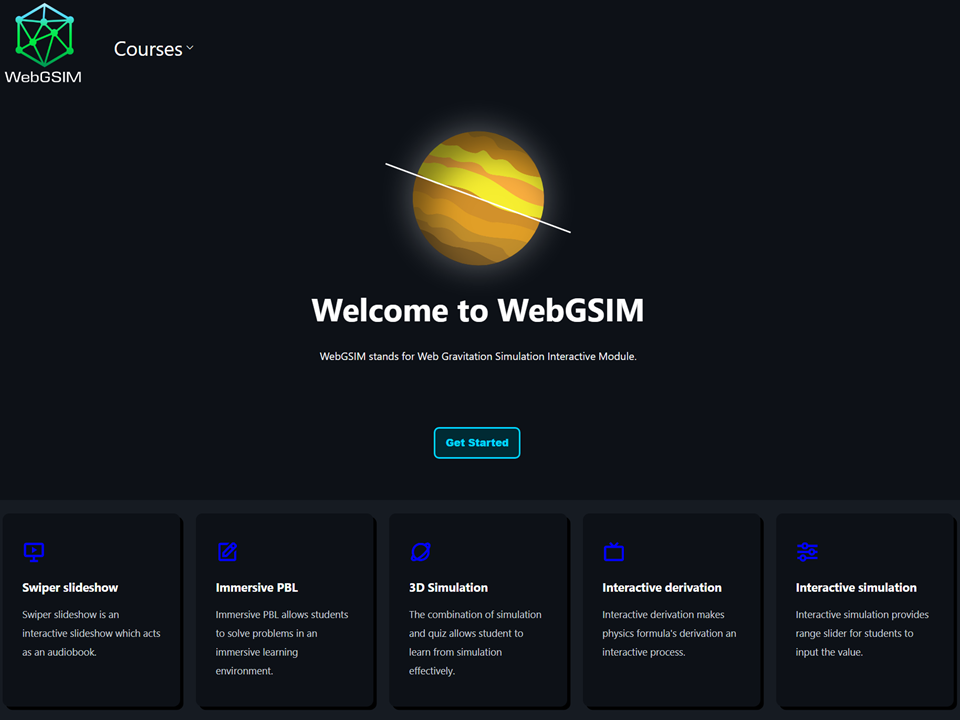 WebGSIM
Courses
Welcome to WebGSIM
WebGSIM stands for Web Gravitation Simulation Interactive Module.
Get Started
Swiper slideshow
Swiper slideshow is an
interactive slideshow which acts
as an audiobook.
Immersive PBL
Immersive PBL allows students
to solve problems in an
immersive learning
environment.
3D Simulation
The combination of simulation
and quiz allows student to
learn from simulation
effectively.
Interactive derivation
Interactive derivation makes
physics formula's derivation an
interactive process.
Interactive simulation
Interactive simulation provides
range slider for students to
input the value.